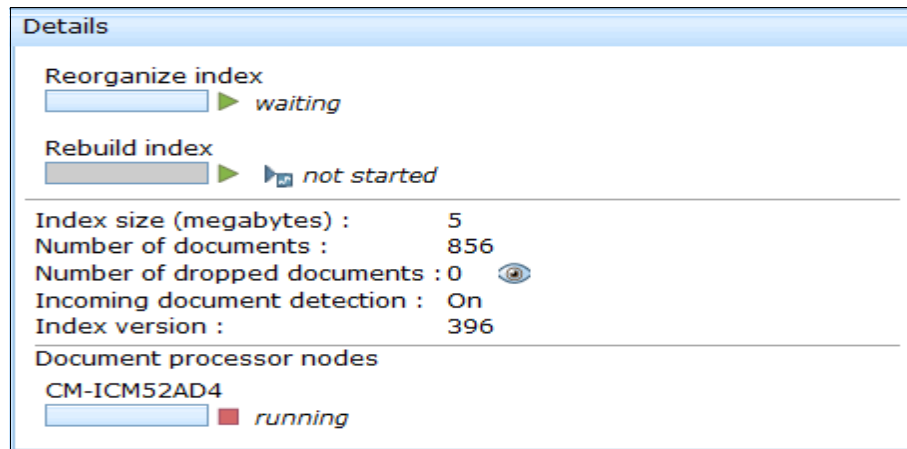 Details
Reorganize index
waiting
Rebuild index
not started
Index size (megabytes) : 5
Number of documents : 856
Number of dropped documents : 0
Incoming document detection : On
Index version : 396
Document processor nodes
CM-ICM52AD4
running